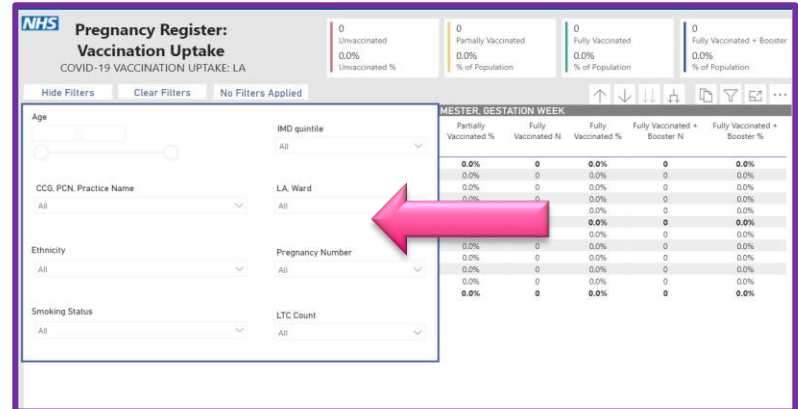 NHS
Pregnancy Register:
Vaccination Uptake
COVID-19 VACCINATION UPTAKE: LA
0
Unvaccinated
0.0%
Unvaccinated %
0
Partially Vaccinated
0.0%
% of Population
0
Fully Vaccinated
0.0%
% of Population
0
Fully Vaccinated + Booster
0.0%
% of Population
Hide Filters Clear Filters No Filters Applied
Age
IMD quintile
All
CCG, PCN, Practice Name
All
LA, Ward
All
Ethnicity
All
Pregnancy Number
All
Smoking Status
All
LTC Count
All
MESTER, GESTATION WEEK
Partially Fully Fully Fully Vaccinated + Fully Vaccinated +
Vaccinated % Vaccinated N Vaccinated % Booster N Booster %
0.0% 0 0.0% 0 0.0%
0.0% 0 0.0% 0 0.0%
0.0% 0 0.0% 0 0.0%
0.0% 0.0% 0 0.0%
0.0% 0 0.0%
0.0% 0 0.0%
0.0% 0 0.0%
0.0% 0 0.0% 0 0.0%
0.0% 0 0.0% 0 0.0%
0.0% 0 0.0% 0 0.0%
0.0% 0 0.0% 0 0.0%
0.0% 0 0.0% 0 0.0%